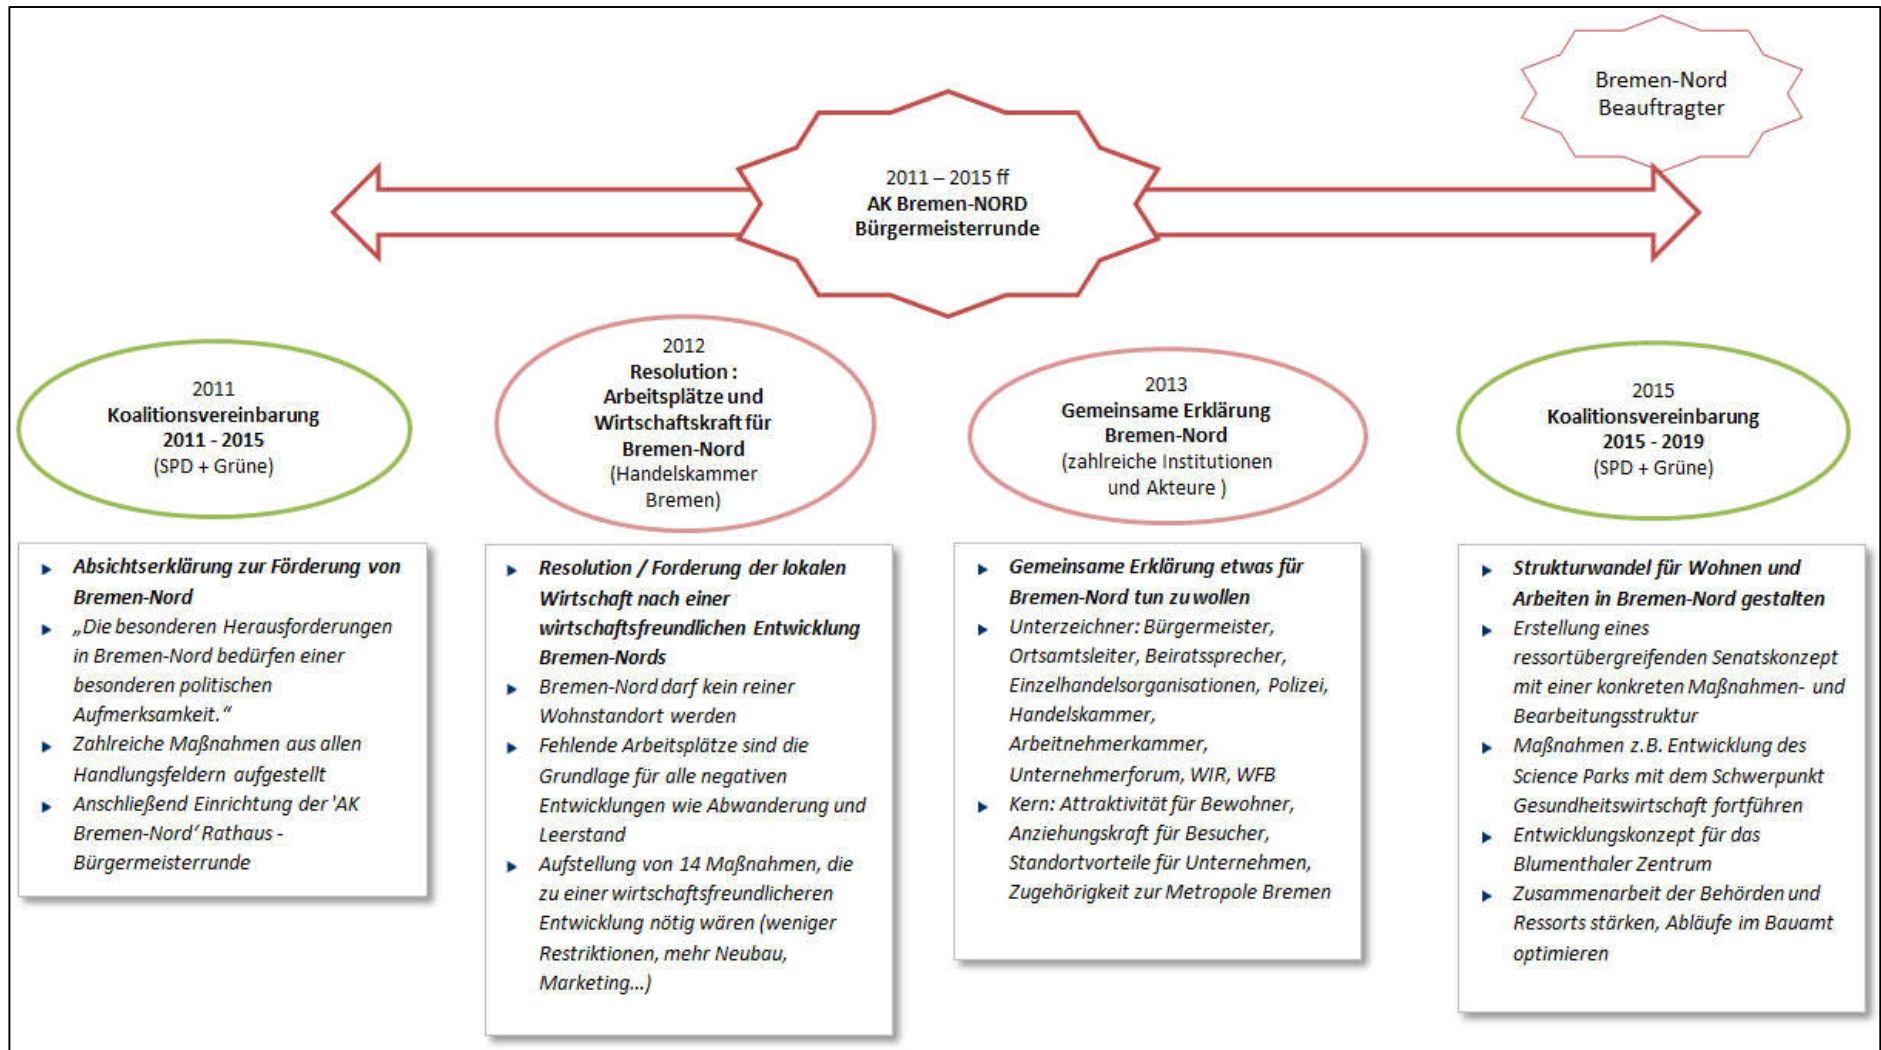 Bremen-Nord
Beauftragter
2011 – 2015 ff
AK Bremen-NORD
Bürgermeisterrunde
2011
Koalitionsvereinbarung
2011 - 2015
(SPD + Grüne)
2012
Resolution :
Arbeitsplätze und
Wirtschaftskraft für
Bremen-Nord
(Handelskammer
Bremen)
2013
Gemeinsame Erklärung
Bremen-Nord
(zahlreiche Institutionen
und Akteure )
2015
Koalitionsvereinbarung
2015 - 2019
(SPD + Grüne)
Absichtserklärung zur Förderung von
Bremen-Nord
„Die besonderen Herausforderungen
in Bremen-Nord bedürfen einer
besonderen politischen
Aufmerksamkeit.“
Zahlreiche Maßnahmen aus allen
Handlungsfeldern aufgestellt
Anschließend Einrichtung der 'AK
Bremen-Nord‘ Rathaus -
Bürgermeisterrunde
Resolution / Forderung der lokalen
Wirtschaft nach einer
wirtschaftsfreundlichen Entwicklung
Bremen-Nords
Bremen-Nord darf kein reiner
Wohnstandort werden
Fehlende Arbeitsplätze sind die
Grundlage für alle negativen
Entwicklungen wie Abwanderung und
Leerstand
Aufstellung von 14 Maßnahmen, die
zu einer wirtschaftsfreundlicheren
Entwicklung nötig wären (weniger
Restriktionen, mehr Neubau,
Marketing...)
Gemeinsame Erklärung etwas für
Bremen-Nord tun zu wollen
Unterzeichner: Bürgermeister,
Ortsamtsleiter, Beiratssprecher,
Einzelhandelsorganisationen, Polizei,
Handelskammer,
Arbeitnehmerkammer,
Unternehmerforum, WIR, WFB
Kern: Attraktivität für Bewohner,
Anziehungskraft für Besucher,
Standortvorteile für Unternehmen,
Zugehörigkeit zur Metropole Bremen
Strukturwandel für Wohnen und
Arbeiten in Bremen-Nord gestalten
Erstellung eines
ressortübergreifenden Senatskonzept
mit einer konkreten Maßnahmen- und
Bearbeitungsstruktur
Maßnahmen z.B. Entwicklung des
Science Parks mit dem Schwerpunkt
Gesundheitswirtschaft fortführen
Entwicklungskonzept für das
Blumenthaler Zentrum
Zusammenarbeit der Behörden und
Ressorts stärken, Abläufe im Bauamt
optimieren